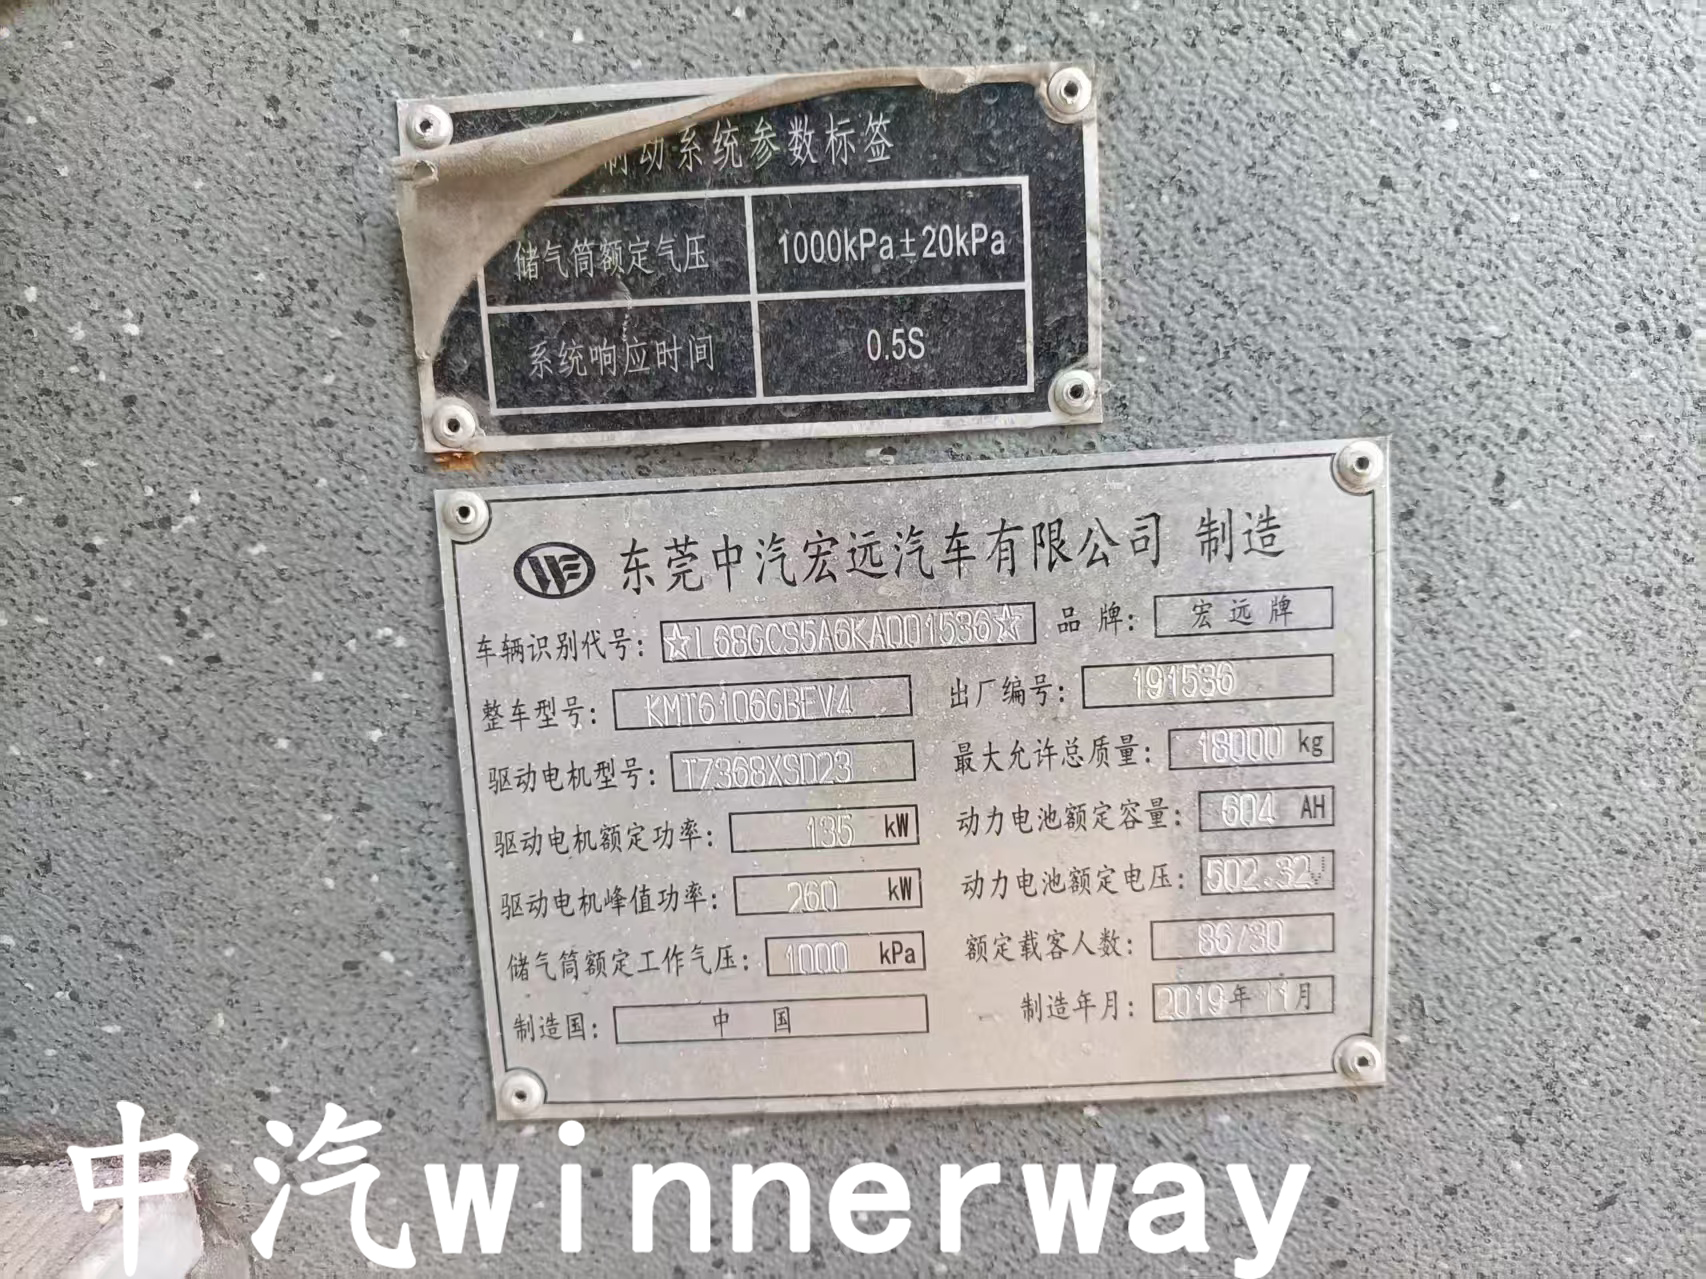 制动系统参数标签
储气筒额定气压 1000kPa±20kPa
系统响应时间 0.5S
WE 东莞中汽宏远汽车有限公司 制造
车辆识别代号: ☆L68GCS5A6KA001536☆ 品牌: 宏远牌
整车型号: KMT6106GBEV4 出厂编号: 191536
驱动电机型号: TZ368XSD23 最大允许总质量: 18000 kg
驱动电机额定功率: 135 kW 动力电池额定容量: 604 AH
驱动电机峰值功率: 260 kW 动力电池额定电压: 502.32V
储气筒额定工作气压: 1000 kPa 额定载客人数: 86/30
制造国: 中国 制造年月: 2019年11月
中汽winnerway